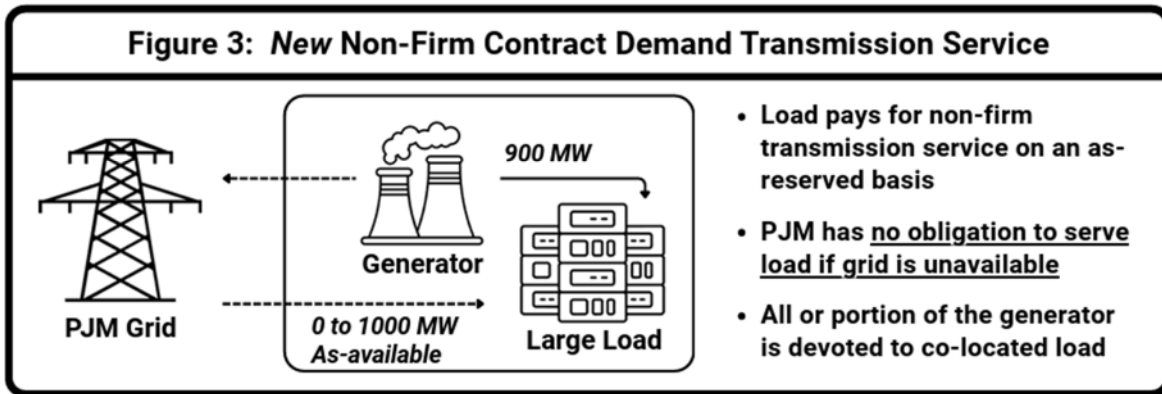 Figure 3: New Non-Firm Contract Demand Transmission Service
900 MW
Generator
PJM Grid
0 to 1000 MW
As-available
Large Load
• Load pays for non-firm
transmission service on an as-
reserved basis
• PJM has no obligation to serve
load if grid is unavailable
• All or portion of the generator
is devoted to co-located load